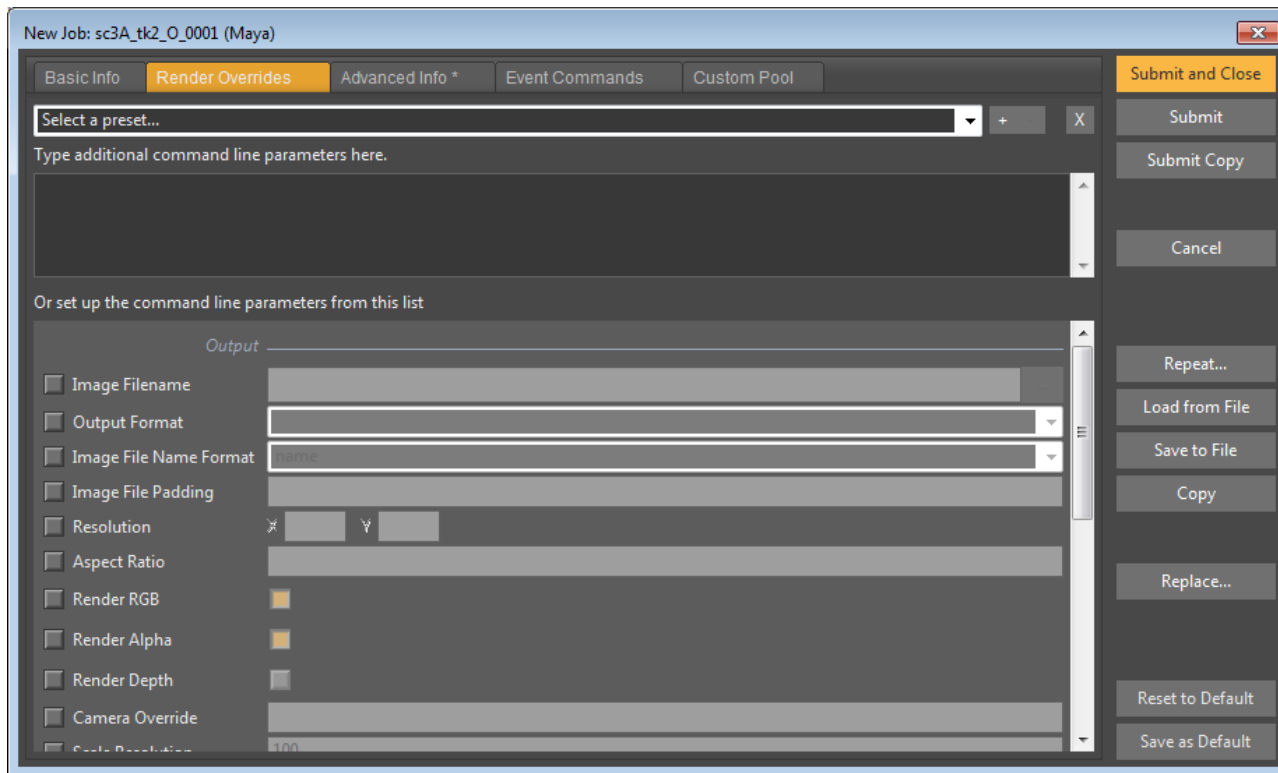 New Job: sc3A_tk2_O_0001 (Maya)
Basic Info
Render Overrides
Advanced Info *
Event Commands
Custom Pool
Select a preset...
+
X
Type additional command line parameters here.
Or set up the command line parameters from this list
Output
Image Filename
Output Format
Image File Name Format
name
Image File Padding
Resolution
X
Y
Aspect Ratio
Render RGB
Render Alpha
Render Depth
Camera Override
Scale Resolution
100
Submit and Close
Submit
Submit Copy
Cancel
Repeat...
Load from File
Save to File
Copy
Replace...
Reset to Default
Save as Default